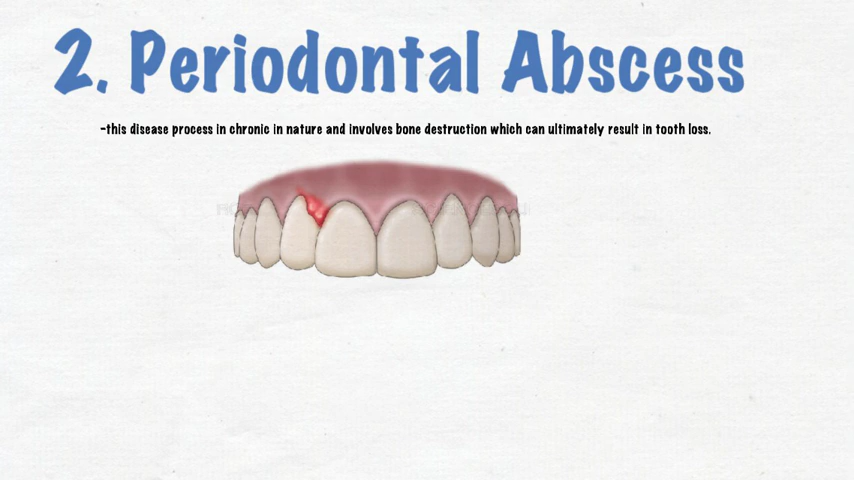 2. Periodontal Abscess
-this disease process in chronic in nature and involves bone destruction which can ultimately result in tooth loss.